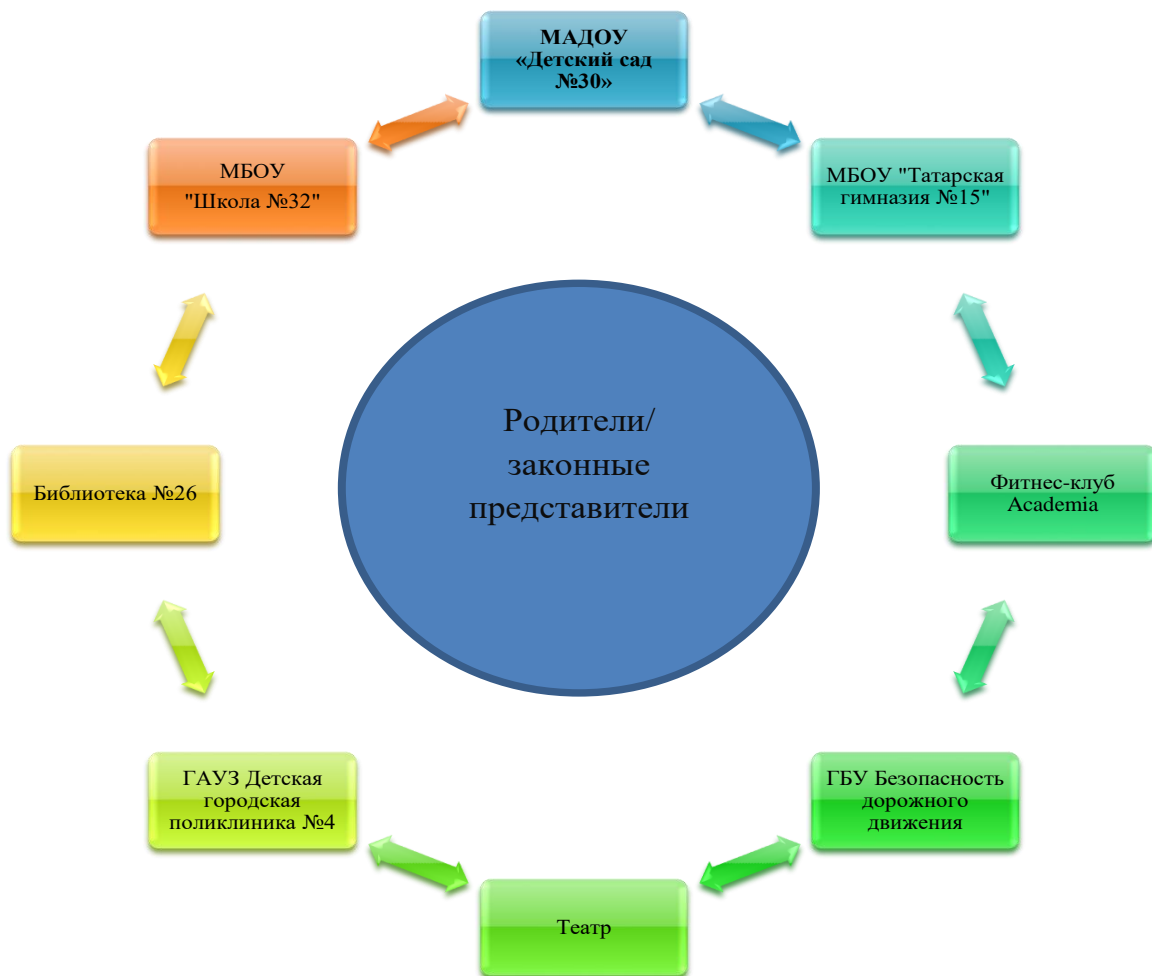 МАДОУ
«Детский сад
№30»
МБОУ
"Школа №32"
МБОУ "Татарская
гимназия №15"
Родители/
законные
представители
Библиотека №26
Фитнес-клуб
Academia
ГАУЗ Детская
городская
поликлиника №4
ГБУ Безопасность
дорожного
движения
Театр